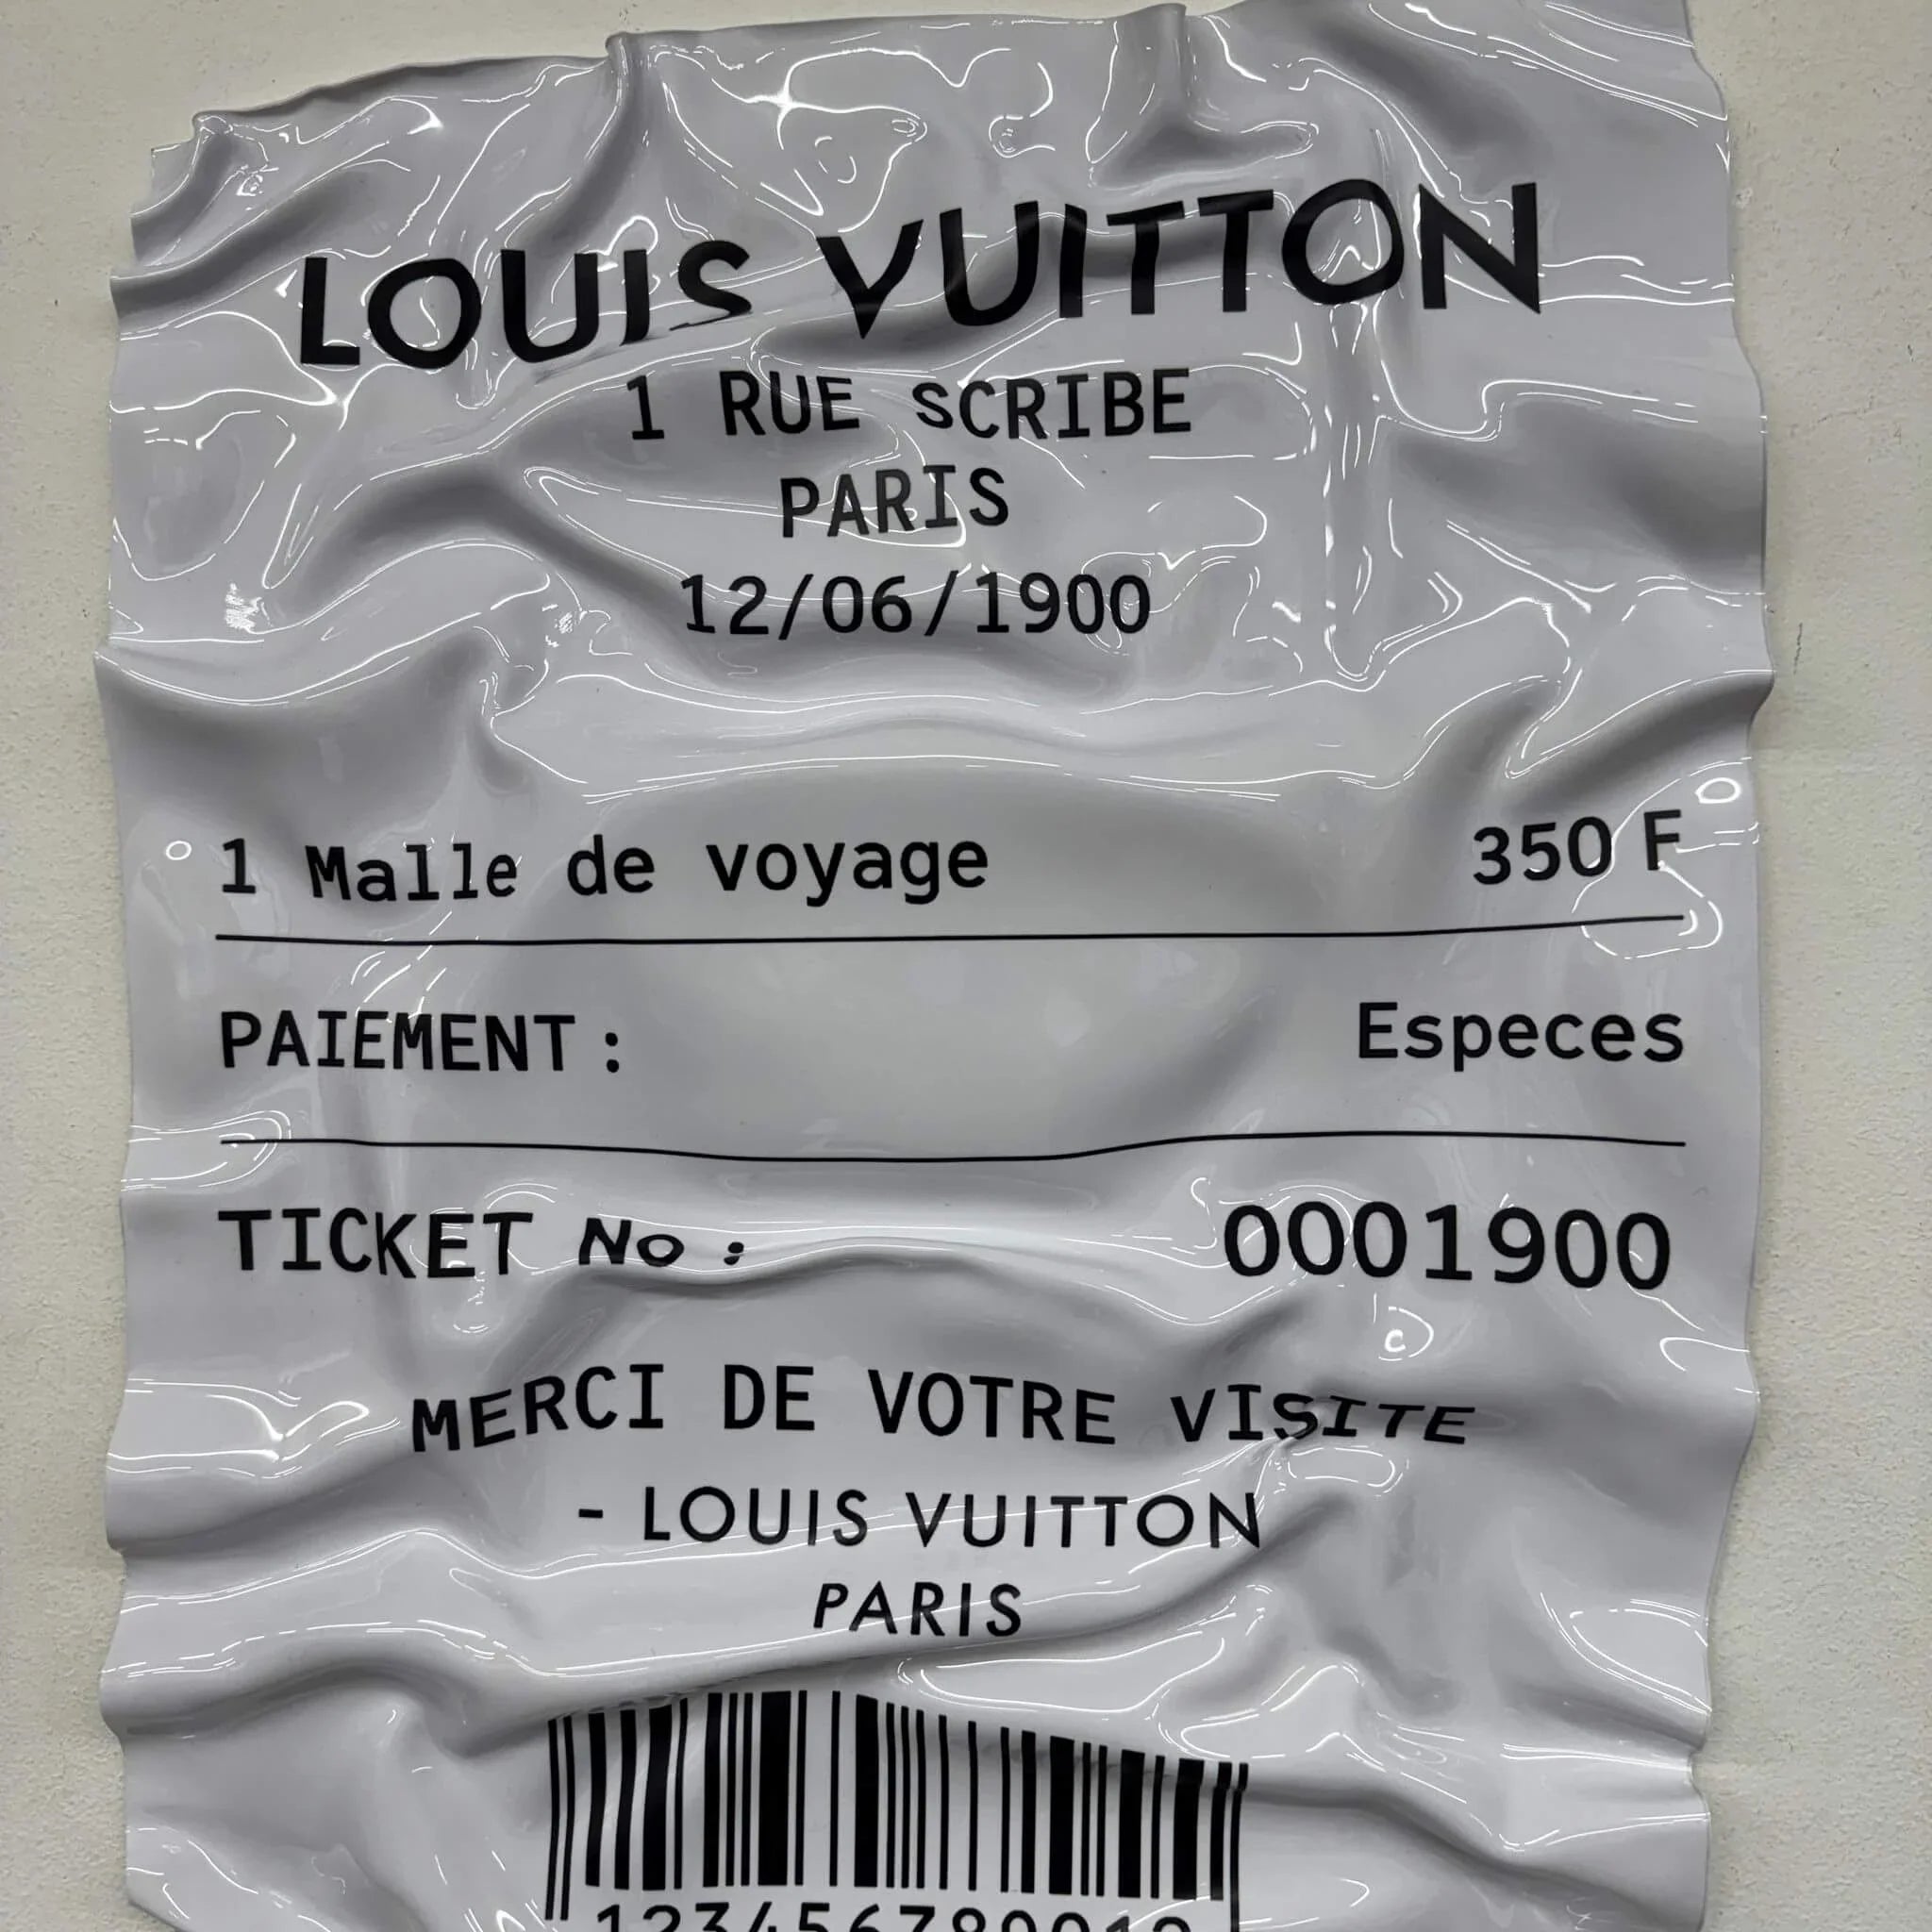 LOUIS VUITTON
1 RUE SCRIBE
PARIS
12/06/1900
1 Malle de voyage 350 F
PAIEMENT: Especes
TICKET No: 0001900
MERCI DE VOTRE VISITE
- LOUIS VUITTON
PARIS